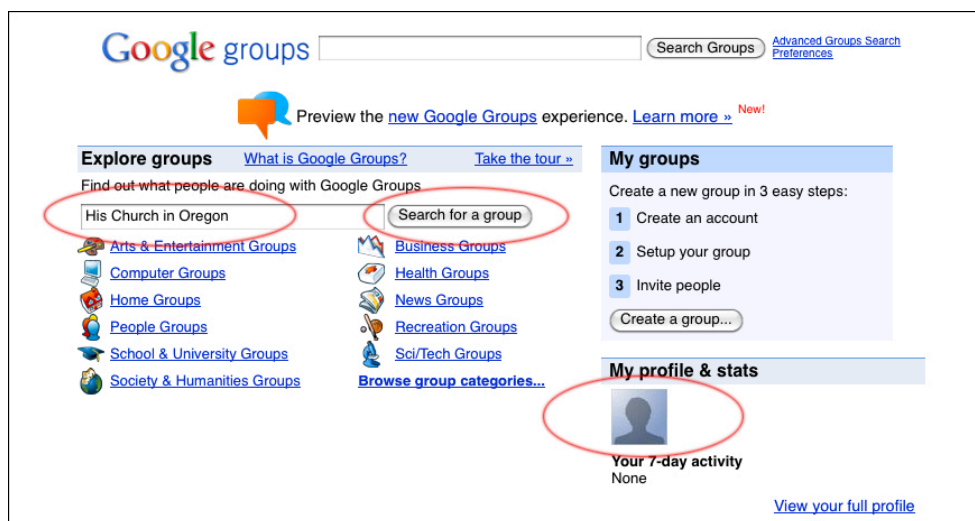 Google groups
Search Groups
Advanced Groups Search
Preferences
Preview the new Google Groups experience. Learn more » New!
Explore groups What is Google Groups? Take the tour »
Find out what people are doing with Google Groups
His Church in Oregon
Search for a group
Arts & Entertainment Groups
Business Groups
Computer Groups
Health Groups
Home Groups
News Groups
People Groups
Recreation Groups
School & University Groups
Sci/Tech Groups
Society & Humanities Groups
Browse group categories...
My groups
Create a new group in 3 easy steps:
1 Create an account
2 Setup your group
3 Invite people
Create a group...
My profile & stats
Your 7-day activity
None
View your full profile